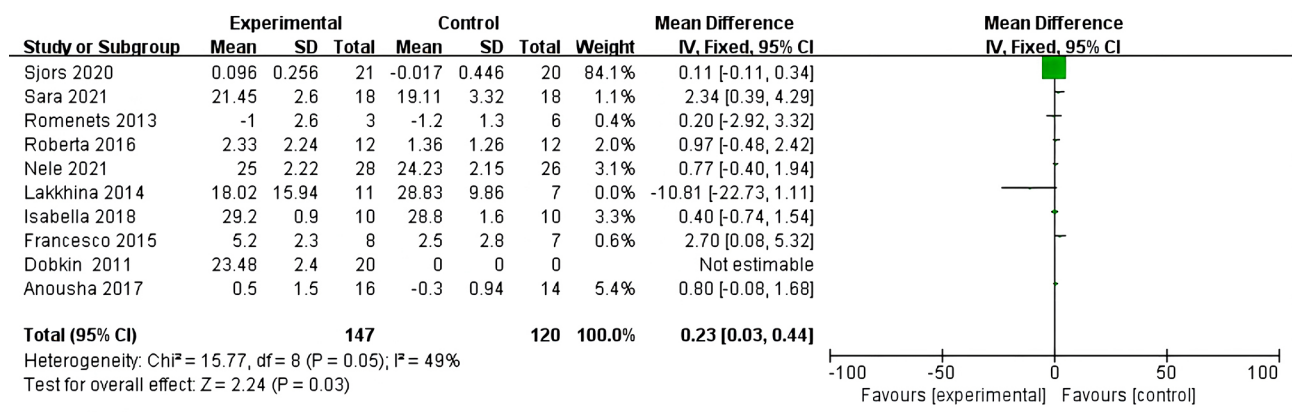 Experimental Control Mean Difference Mean Difference
Study or Subgroup Mean SD Total Mean SD Total Weight IV, Fixed, 95% CI IV, Fixed, 95% CI
Sjors 2020 0.096 0.256 21 -0.017 0.446 20 84.1% 0.11 [-0.11, 0.34]
Sara 2021 21.45 2.6 18 19.11 3.32 18 1.1% 2.34 [0.39, 4.29]
Romenets 2013 -1 2.6 3 -1.2 1.3 6 0.4% 0.20 [-2.92, 3.32]
Roberta 2016 2.33 2.24 12 1.36 1.26 12 2.0% 0.97 [-0.48, 2.42]
Nele 2021 25 2.22 28 24.23 2.15 26 3.1% 0.77 [-0.40, 1.94]
Lakkhina 2014 18.02 15.94 11 28.83 9.86 7 0.0% -10.81 [-22.73, 1.11]
Isabella 2018 29.2 0.9 10 28.8 1.6 10 3.3% 0.40 [-0.74, 1.54]
Francesco 2015 5.2 2.3 8 2.5 2.8 7 0.6% 2.70 [0.08, 5.32]
Dobkin 2011 23.48 2.4 20 0 0 0 Not estimable
Anousha 2017 0.5 1.5 16 -0.3 0.94 14 5.4% 0.80 [-0.08, 1.68]
Total (95% CI) 147 120 100.0% 0.23 [0.03, 0.44]
Heterogeneity: Chi² = 15.77, df = 8 (P = 0.05); I² = 49%
Test for overall effect: Z = 2.24 (P = 0.03)
-100 -50 0 50 100
Favours [experimental] Favours [control]